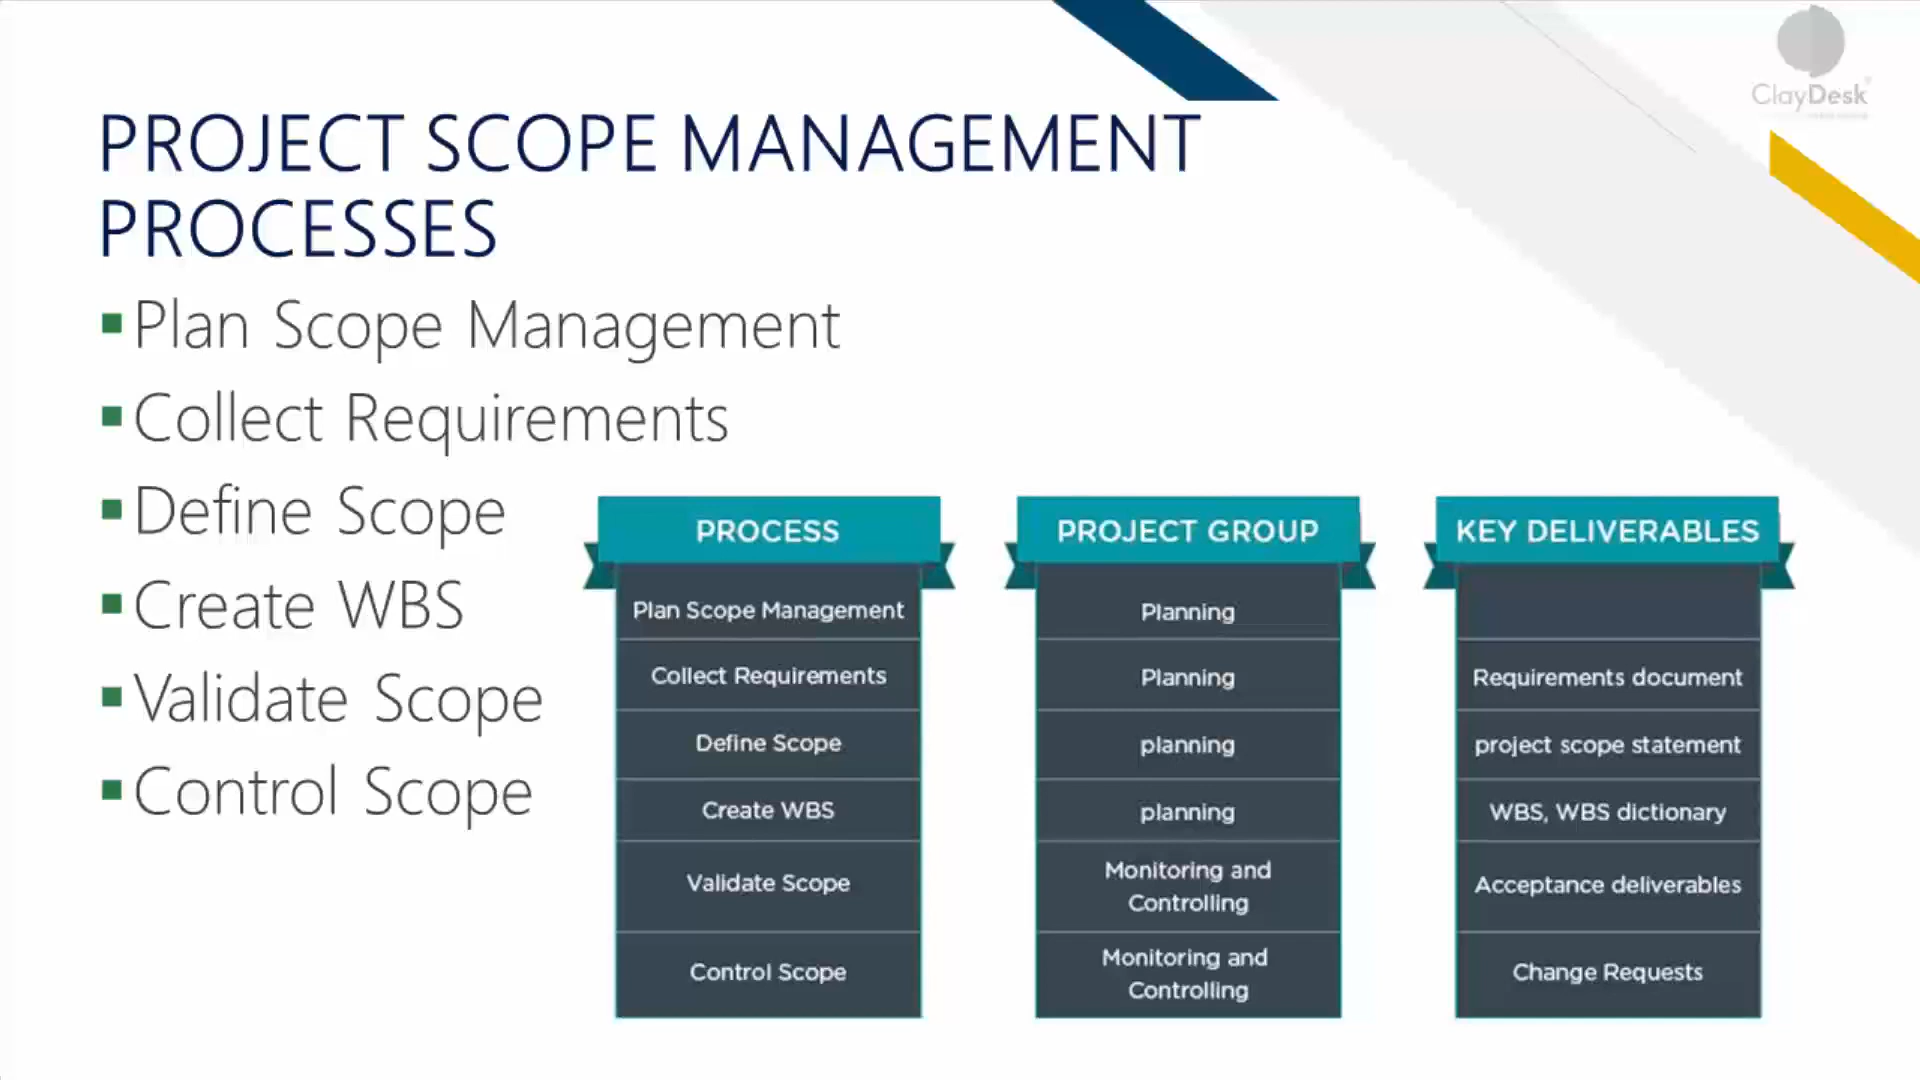 ClayDesk
PROJECT SCOPE MANAGEMENT
PROCESSES
Plan Scope Management
Collect Requirements
Define Scope
Create WBS
Validate Scope
Control Scope
PROCESS
Plan Scope Management
Collect Requirements
Define Scope
Create WBS
Validate Scope
Control Scope
PROJECT GROUP
Planning
Planning
planning
planning
Monitoring and
Controlling
Monitoring and
Controlling
KEY DELIVERABLES
Requirements document
project scope statement
WBS, WBS dictionary
Acceptance deliverables
Change Requests